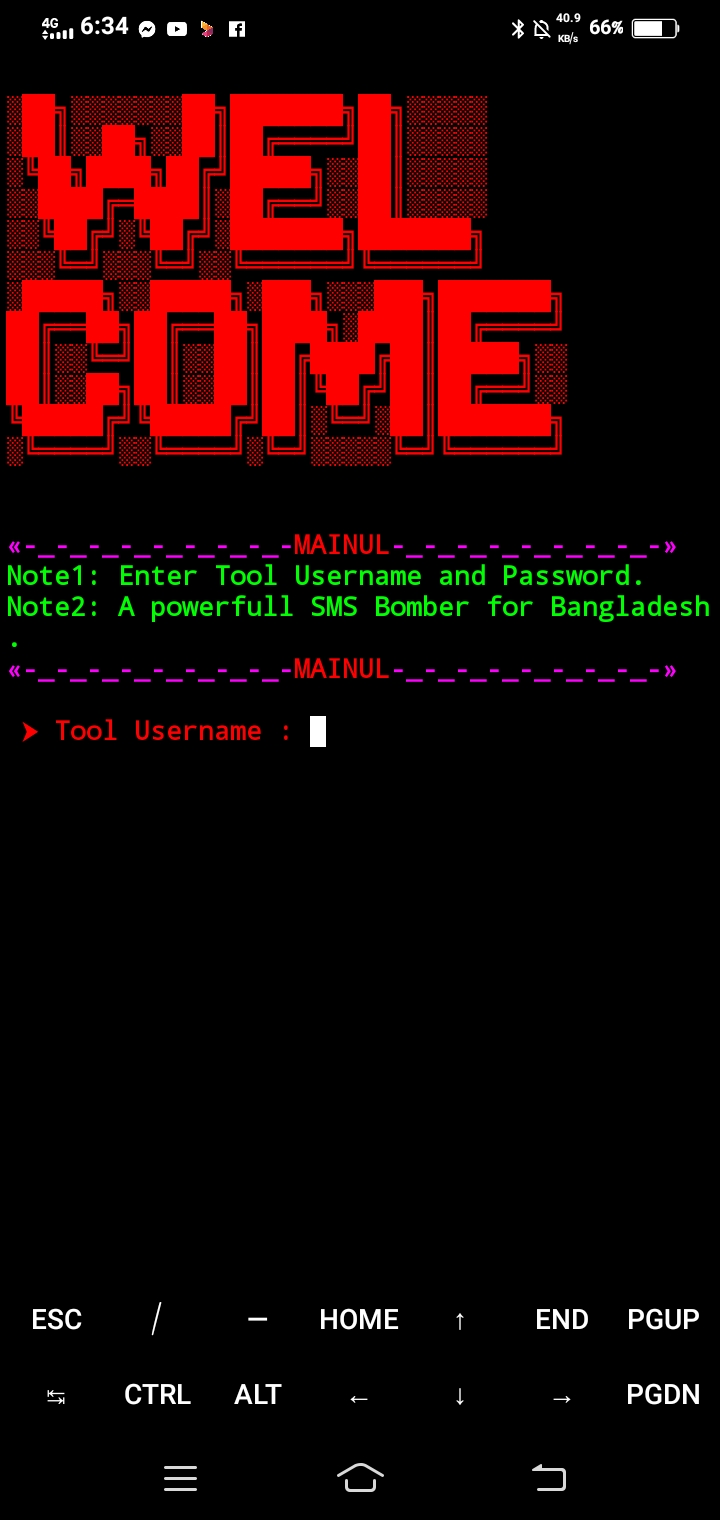 4G 6:34 40.9 KB/s 66%
WEL
COME
«-_-_-_-_-_-_-_-_-MAINUL-_-_-_-_-_-_-_-_-»
Note1: Enter Tool Username and Password.
Note2: A powerfull SMS Bomber for Bangladesh
.
«-_-_-_-_-_-_-_-_-MAINUL-_-_-_-_-_-_-_-_-»
➤ Tool Username :
ESC / — HOME ↑ END PGUP
↹ CTRL ALT ← ↓ → PGDN